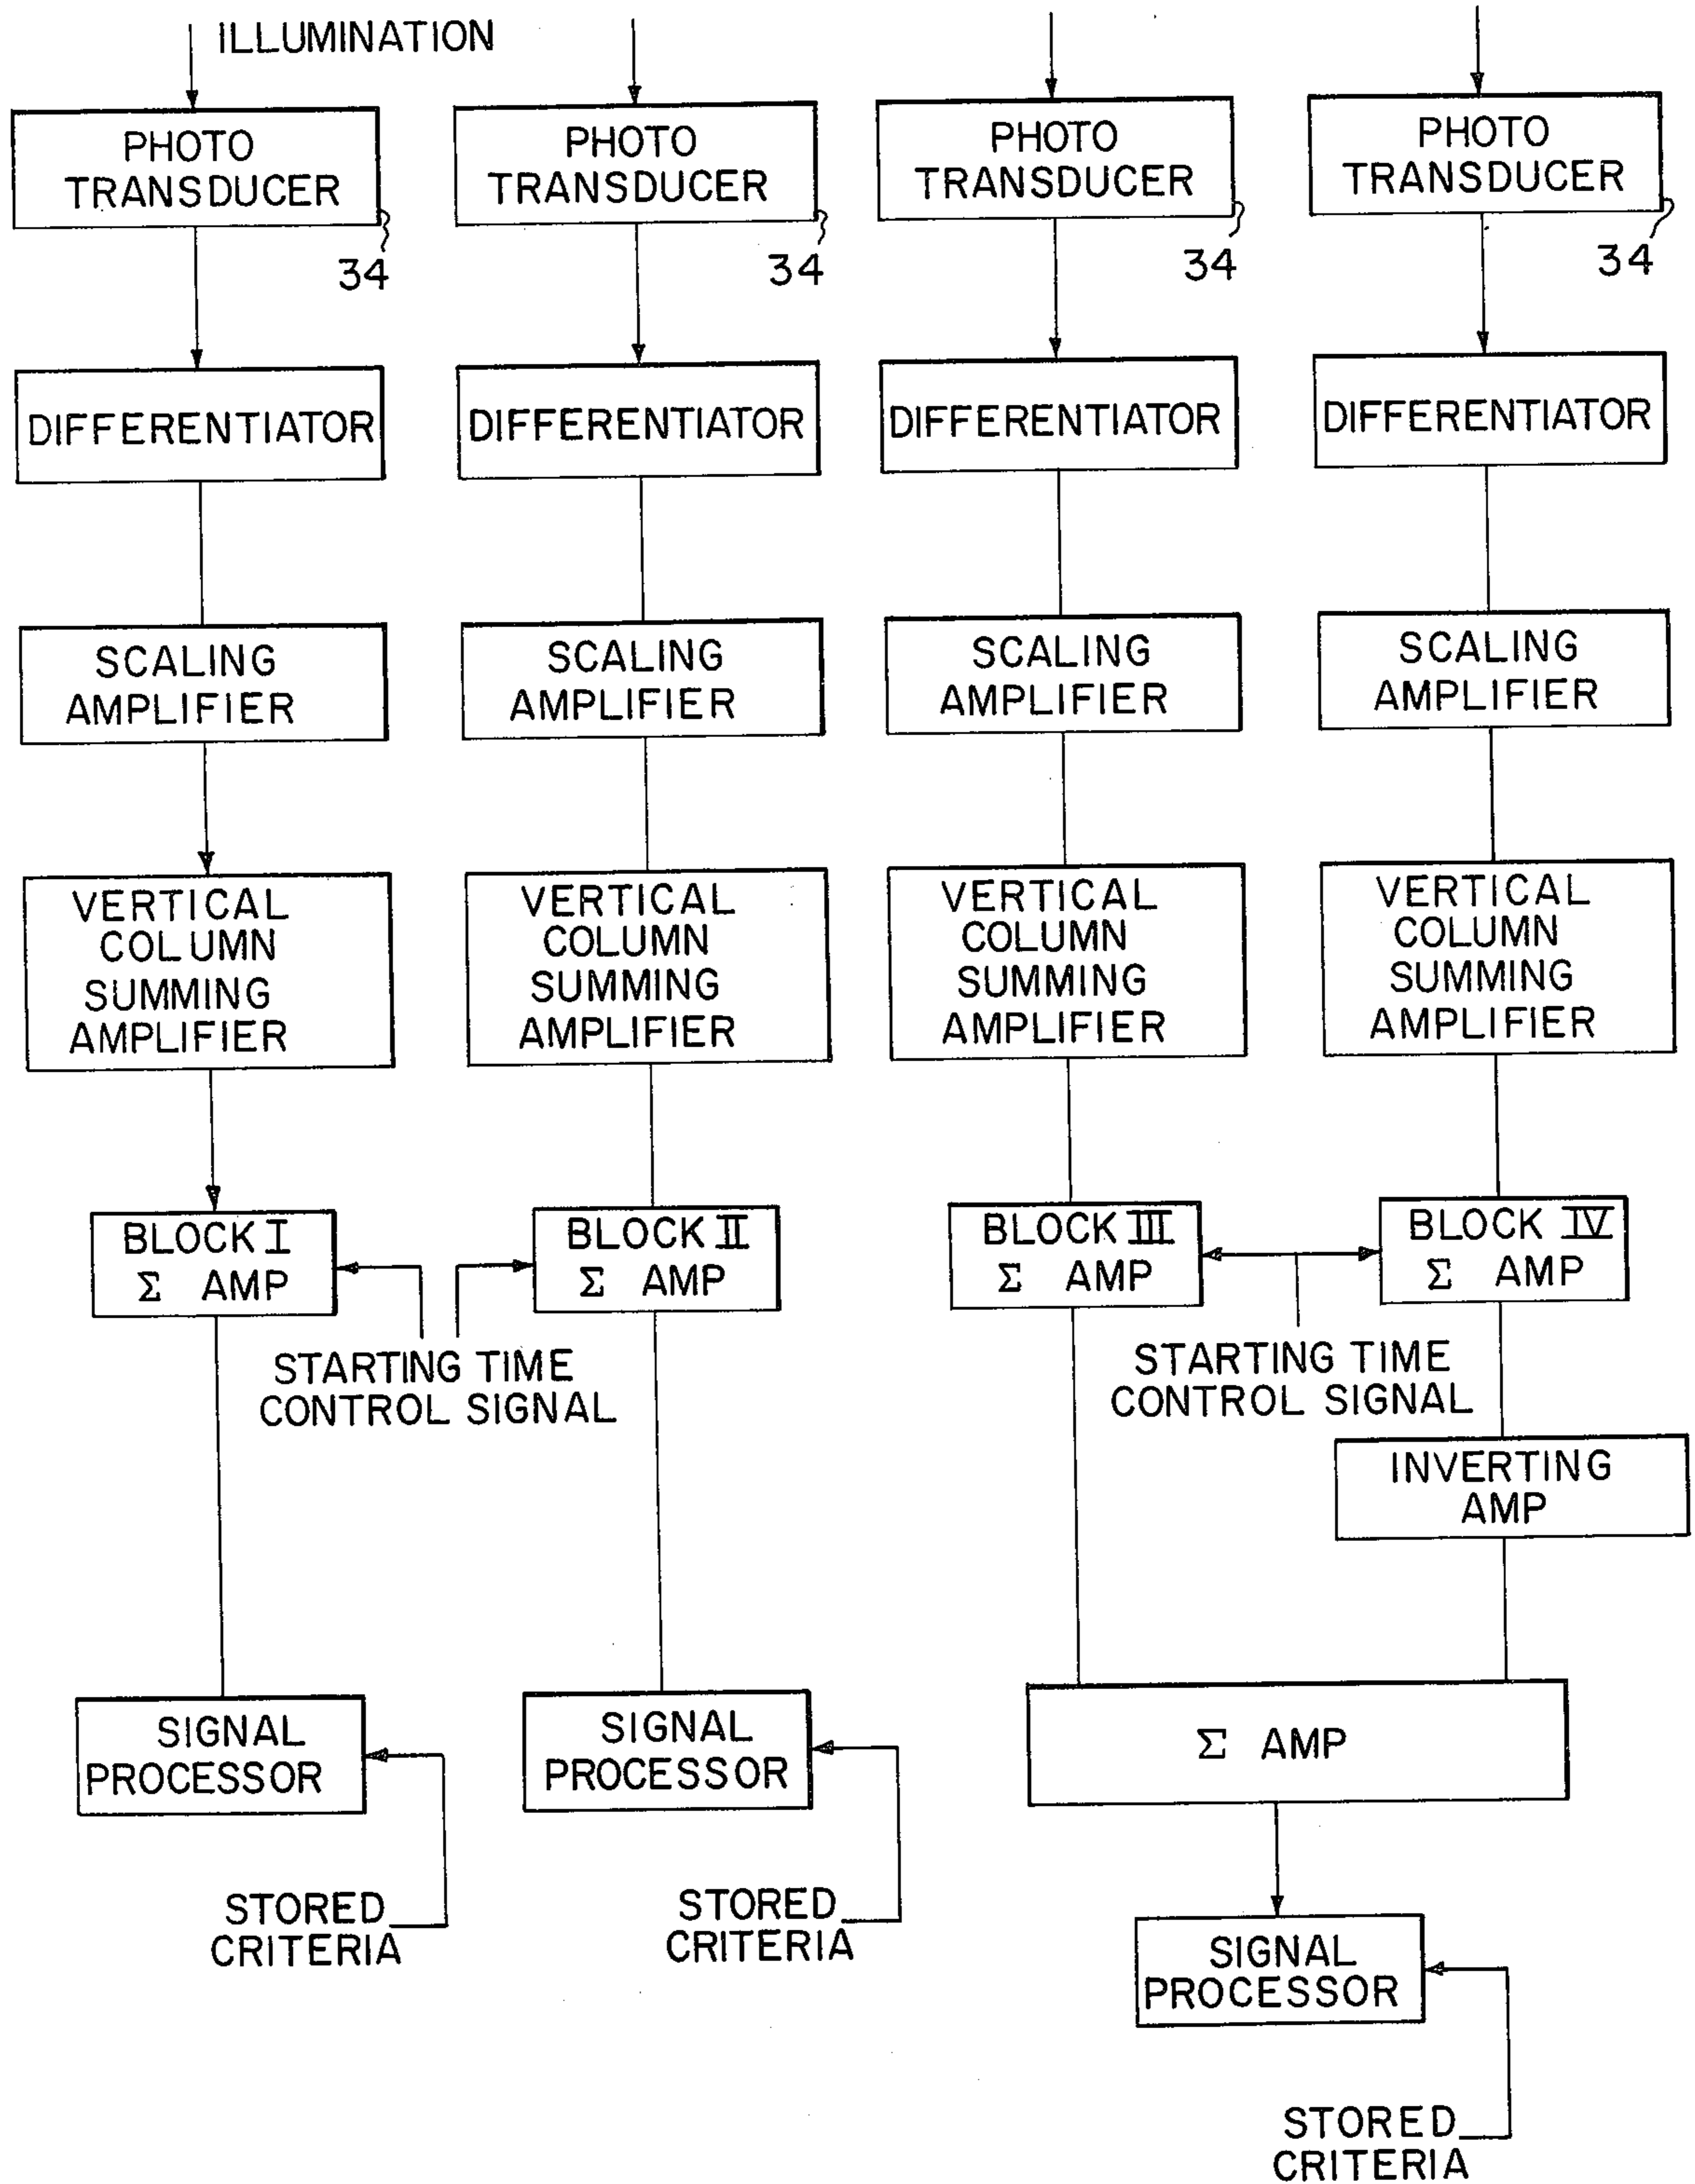 ILLUMINATION
PHOTO
TRANSDUCER
34
PHOTO
TRANSDUCER
34
PHOTO
TRANSDUCER
34
PHOTO
TRANSDUCER
34
DIFFERENTIATOR
DIFFERENTIATOR
DIFFERENTIATOR
DIFFERENTIATOR
SCALING
AMPLIFIER
SCALING
AMPLIFIER
SCALING
AMPLIFIER
SCALING
AMPLIFIER
VERTICAL
COLUMN
SUMMING
AMPLIFIER
VERTICAL
COLUMN
SUMMING
AMPLIFIER
VERTICAL
COLUMN
SUMMING
AMPLIFIER
VERTICAL
COLUMN
SUMMING
AMPLIFIER
BLOCK I
Σ AMP
BLOCK II
Σ AMP
BLOCK III
Σ AMP
BLOCK IV
Σ AMP
STARTING TIME
CONTROL SIGNAL
STARTING TIME
CONTROL SIGNAL
INVERTING
AMP
SIGNAL
PROCESSOR
SIGNAL
PROCESSOR
Σ AMP
STORED
CRITERIA
STORED
CRITERIA
SIGNAL
PROCESSOR
STORED
CRITERIA